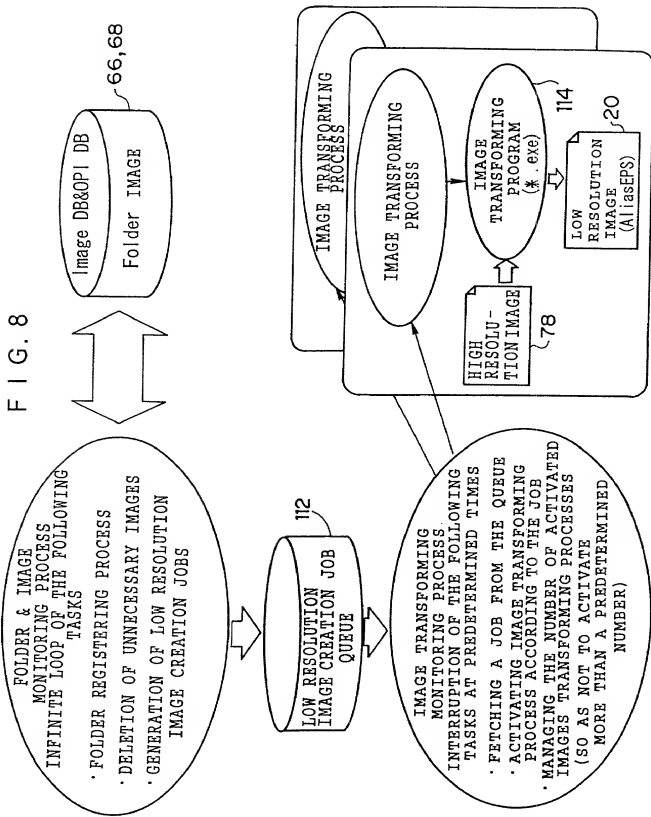 F I G. 8
FOLDER & IMAGE
MONITORING PROCESS
INFINITE LOOP OF THE FOLLOWING
TASKS
· FOLDER REGISTERING PROCESS
· DELETION OF UNNECESSARY IMAGES
· GENERATION OF LOW RESOLUTION
IMAGE CREATION JOBS
Image DB&OPI DB
Folder IMAGE
66,68
LOW RESOLUTION
IMAGE CREATION JOB
QUEUE
112
IMAGE TRANSFORMING
MONITORING PROCESS
INTERRUPTION OF THE FOLLOWING
TASKS AT PREDETERMINED TIMES
· FETCHING A JOB FROM THE QUEUE
· ACTIVATING IMAGE TRANSFORMING
PROCESS ACCORDING TO THE JOB
· MANAGING THE NUMBER OF ACTIVATED
IMAGES TRANSFORMING PROCESSES
(SO AS NOT TO ACTIVATE
MORE THAN A PREDETERMINED
NUMBER)
IMAGE TRANSFORMING
PROCESS
IMAGE TRANSFORMING
PROCESS
HIGH
RESOLU-
TIONIMAGE
78
IMAGE
TRANSFORMING
PROGRAM
(*.exe)
114
LOW
RESOLUTION
IMAGE
(AliasEPS)
20